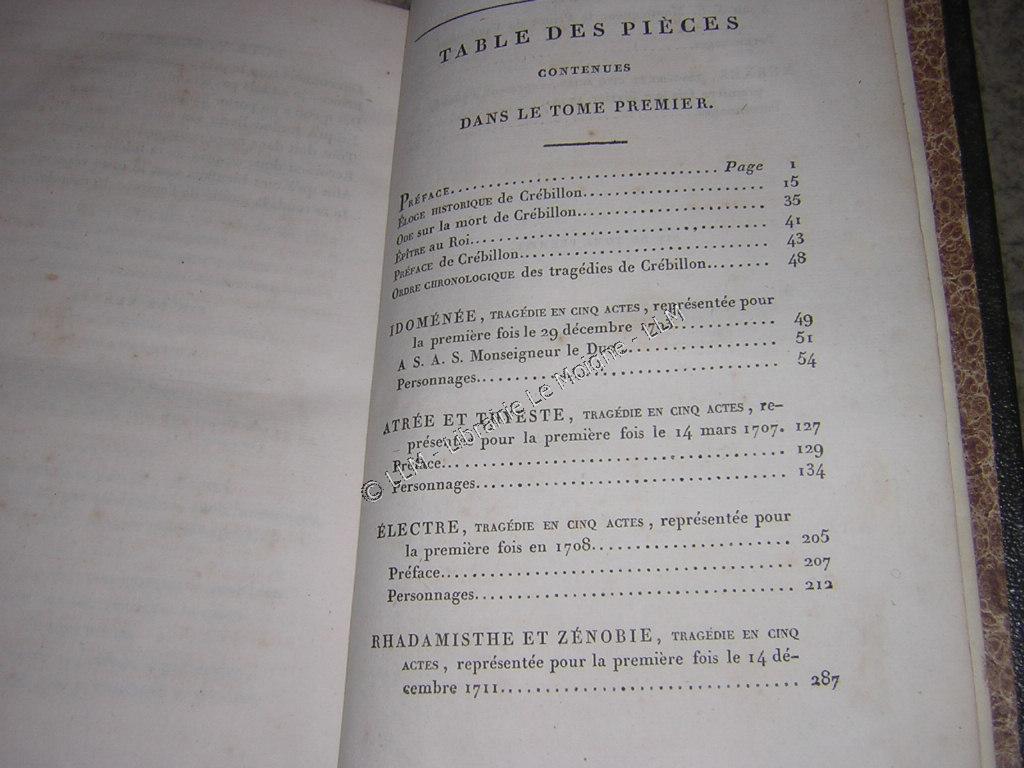 TABLE DES PIÈCES
CONTENUES
DANS LE TOME PREMIER.
PRÉFACE........................................ Page 1
ÉLOGE HISTORIQUE de Crébillon........................ 15
ODE sur la mort de Crébillon........................ 35
ÉPÎTRE au Roi........................................ 41
PRÉFACE de Crébillon................................ 43
ORDRE CHRONOLOGIQUE des tragédies de Crébillon........ 48
IDOMÉNÉE, TRAGÉDIE EN CINQ ACTES, représentée pour
la première fois le 29 décembre ............ 49
A S. A. S. Monseigneur le Duc.................... 51
Personnages.................................... 54
ATRÉE ET THYESTE, TRAGÉDIE EN CINQ ACTES, re-
présentée pour la première fois le 14 mars 1707. 127
Préface........................................ 129
Personnages.................................... 134
ÉLECTRE, TRAGÉDIE EN CINQ ACTES, représentée pour
la première fois en 1708........................ 205
Préface........................................ 207
Personnages.................................... 212
RHADAMISTHE ET ZÉNOBIE, TRAGÉDIE EN CINQ
ACTES, représentée pour la première fois le 14 dé-
cembre 1711.................................... 287
© LLM - Librairie Le Moigne - LLM